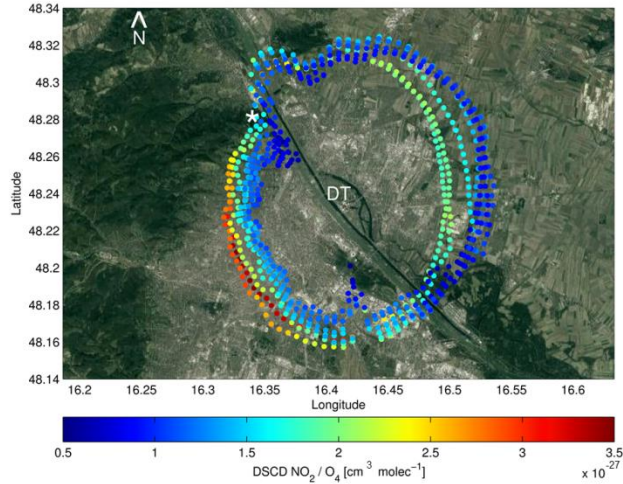 48.34
N
48.32
48.3
48.28
*
48.26
48.24
DT
48.22
48.2
48.18
48.16
48.14
16.2 16.25 16.3 16.35 16.4 16.45 16.5 16.55 16.6
Latitude
Longitude
0.5 1 1.5 2 2.5 3 3.5
DSCD NO₂ / O₄ [cm³ molec⁻¹] x 10⁻²⁷